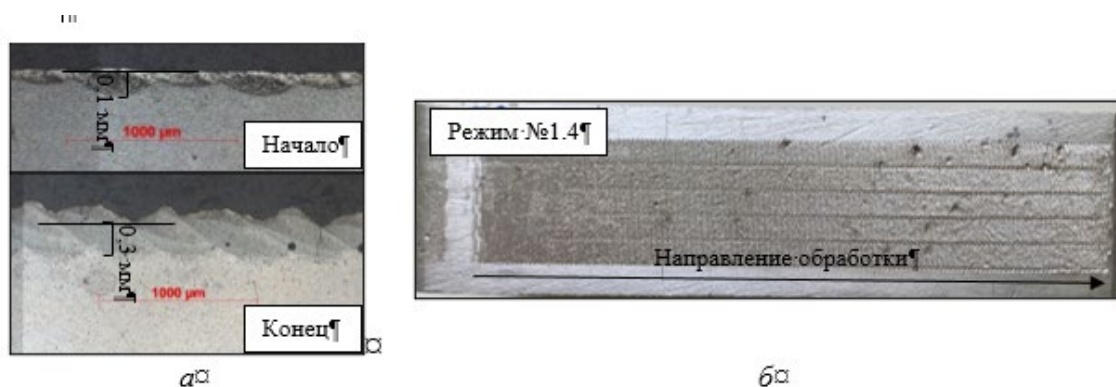 0,1·мм¶
1000 µm
Начало¶
0,3·мм¶
1000 µm
Конец¶
¤
Режим·№1.4¶
Направление·обработки¶
а¤
б¤